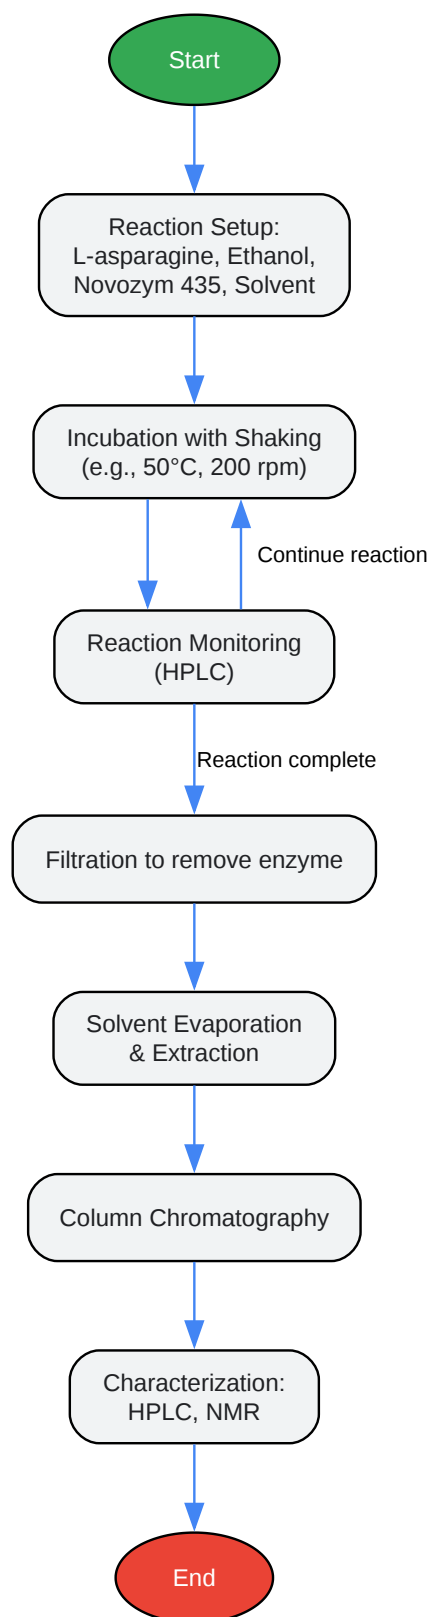 Start
Reaction Setup:
L-asparagine, Ethanol,
Novozym 435, Solvent
Incubation with Shaking
(e.g., 50°C, 200 rpm)
Continue reaction
Reaction Monitoring
(HPLC)
Reaction complete
Filtration to remove enzyme
Solvent Evaporation
& Extraction
Column Chromatography
Characterization:
HPLC, NMR
End